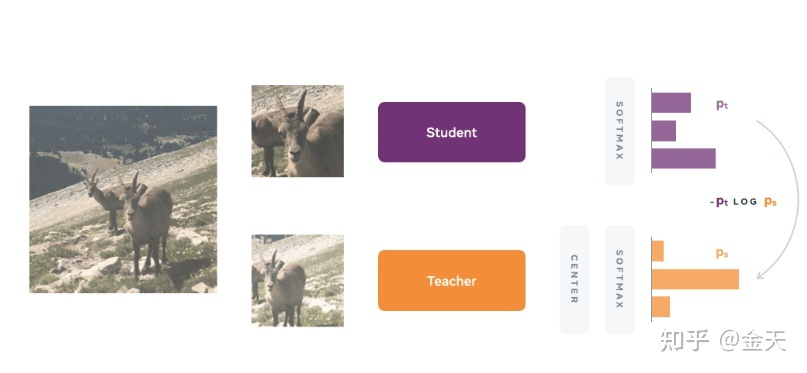 Student
SOFTMAX
pt
-pt LOG ps
Teacher
CENTER
SOFTMAX
ps
知乎 @金天